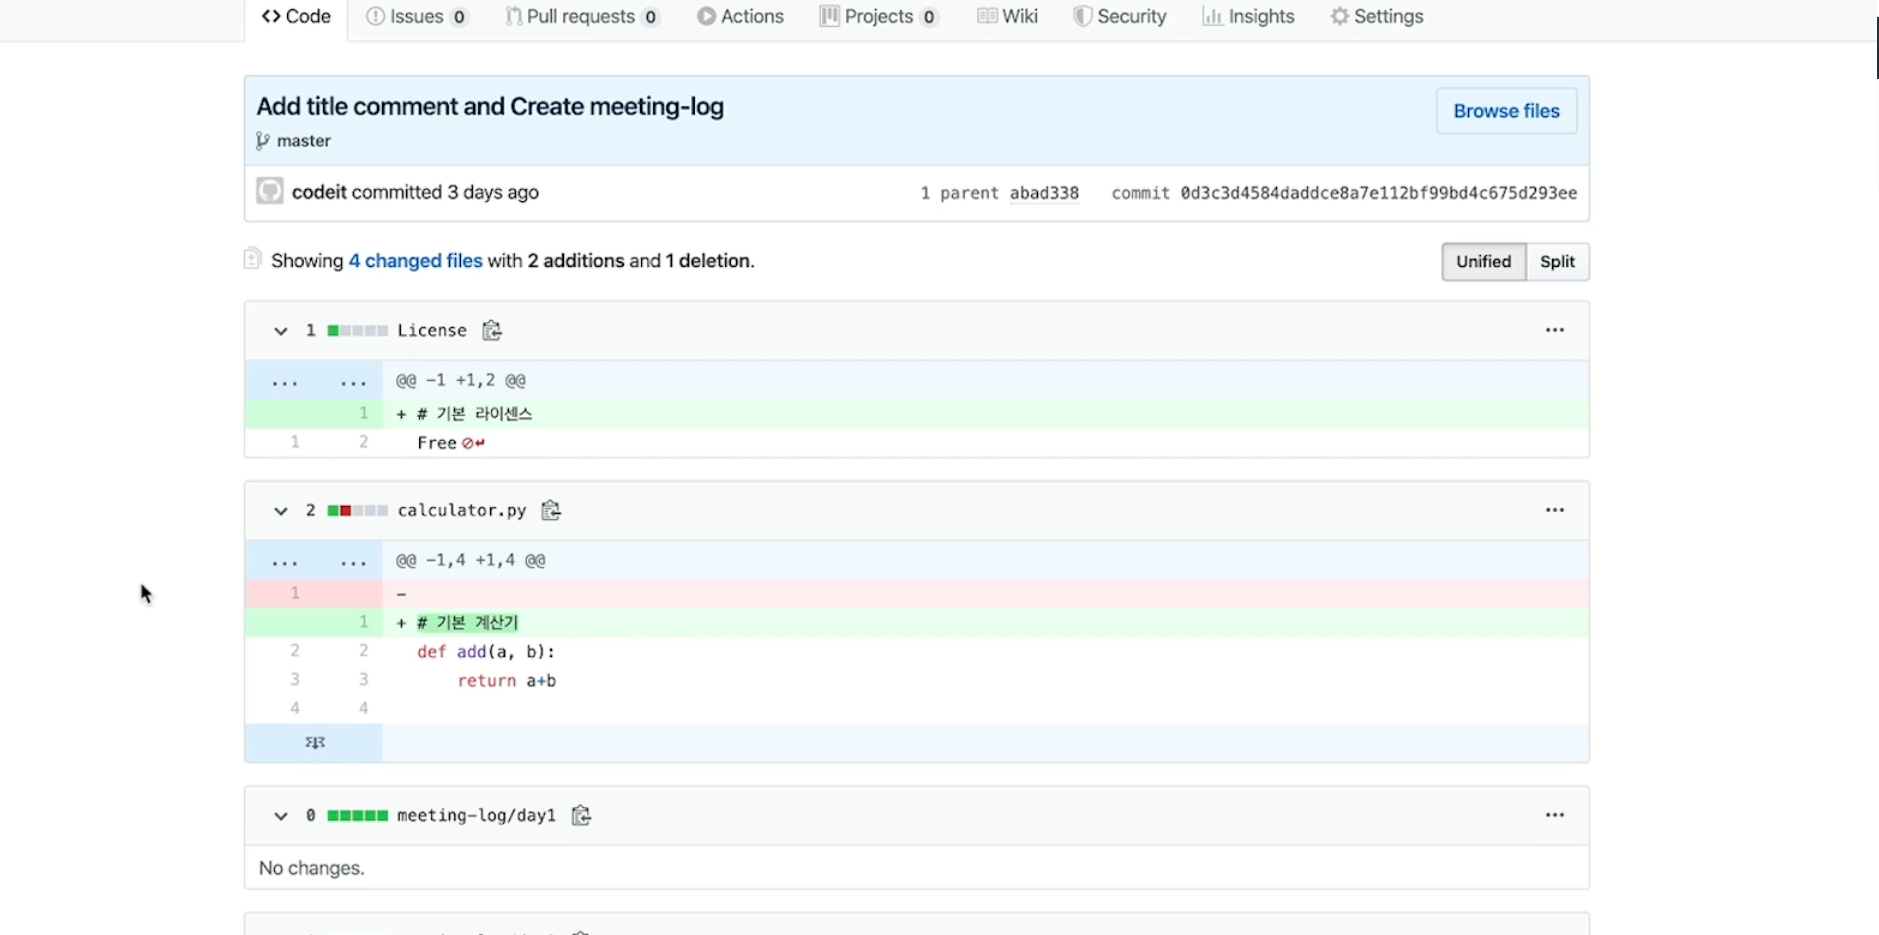 <> Code Issues 0 Pull requests 0 Actions Projects 0 Wiki Security Insights Settings
Add title comment and Create meeting-log
Browse files
master
codeit committed 3 days ago 1 parent abad338 commit 0d3c3d4584daddce8a7e112bf99bd4c675d293ee
Showing 4 changed files with 2 additions and 1 deletion.
Unified Split
1 License ...
... ... @@ -1 +1,2 @@
1 + # 기본 라이센스
1 2 Free
2 calculator.py ...
... ... @@ -1,4 +1,4 @@
1 -
1 + # 기본 계산기
2 2 def add(a, b):
3 3 return a+b
4 4
0 meeting-log/day1 ...
No changes.